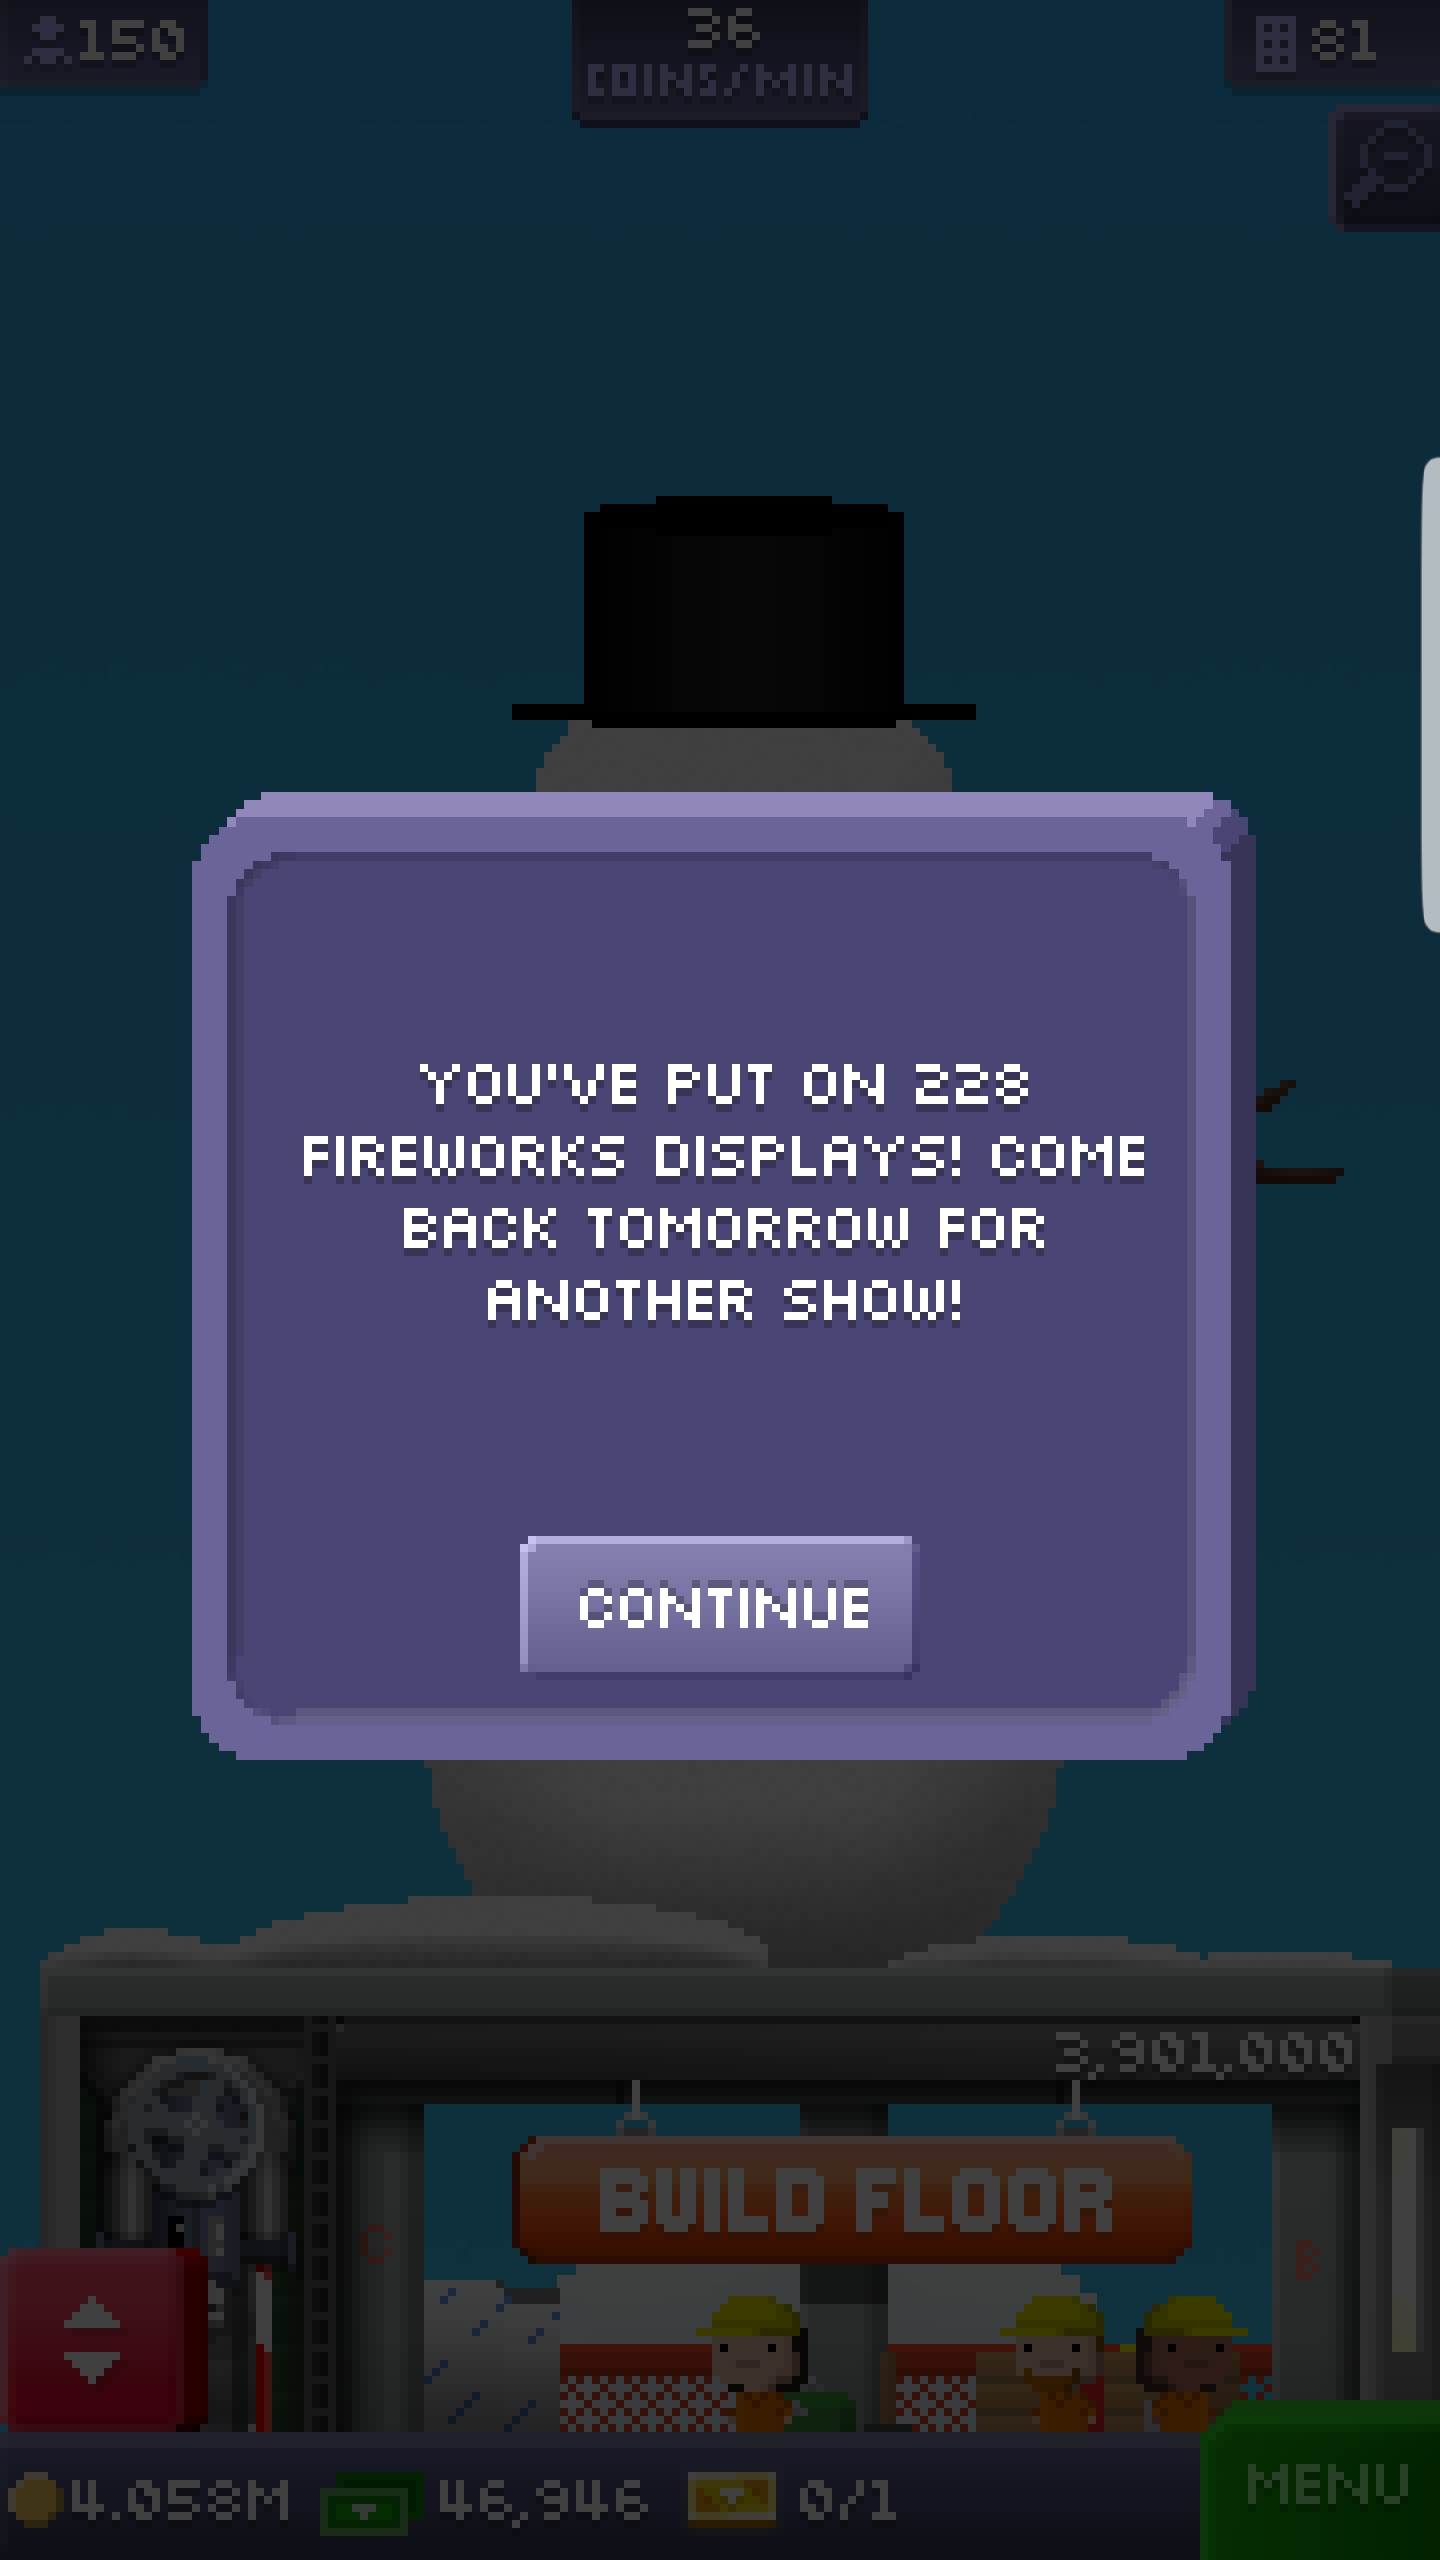 150
36
COINS/MIN
81
YOU'VE PUT ON 228
FIREWORKS DISPLAYS! COME
BACK TOMORROW FOR
ANOTHER SHOW!
CONTINUE
3,901,000
BUILD FLOOR
C
B
4.058M
46,946
0/1
MENU